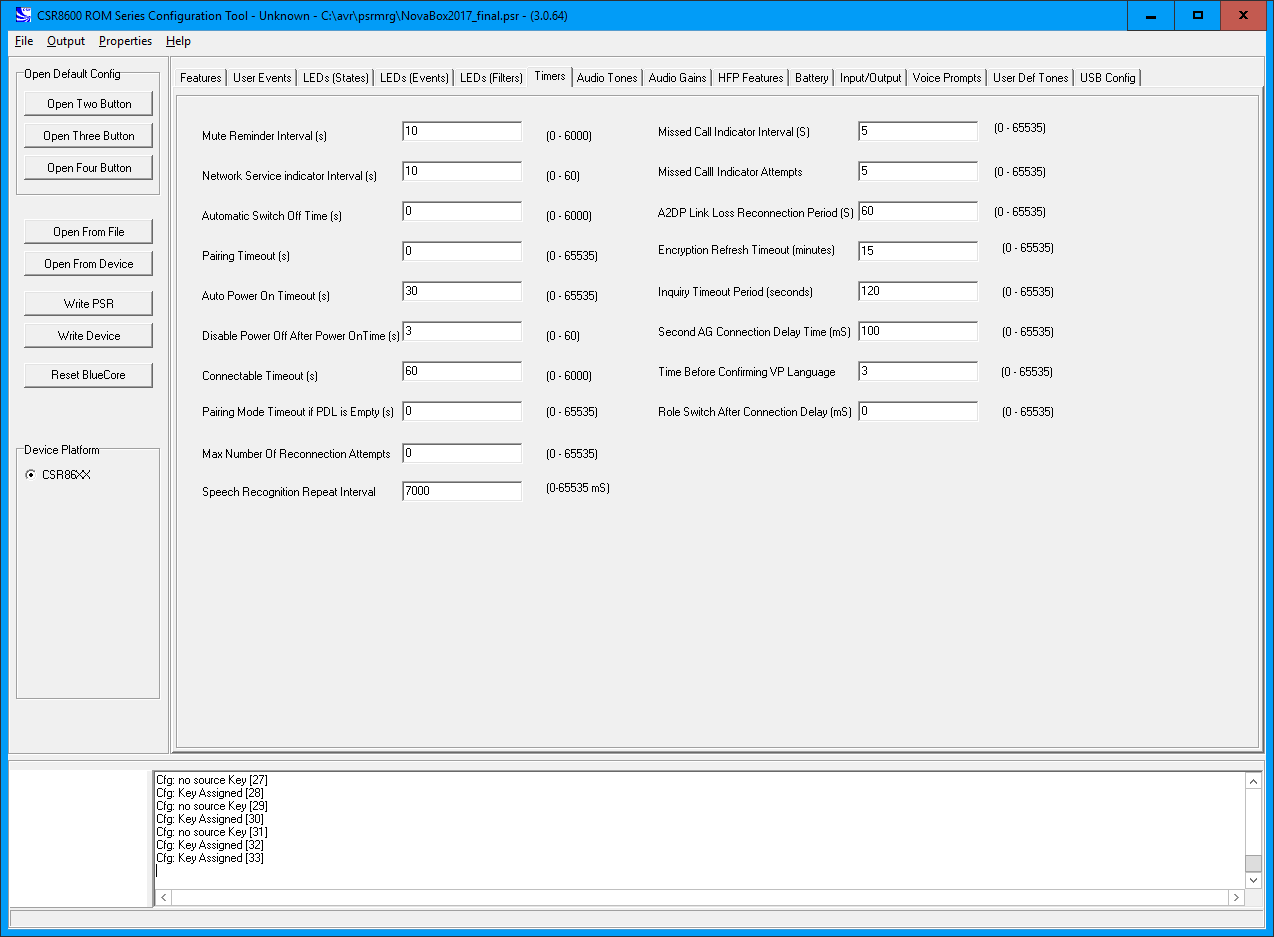 CSR8600 ROM Series Configuration Tool - Unknown - C:\avr\psrmrg\NovaBox2017_final.psr - (3.0.64)
File Output Properties Help
Open Default Config
Open Two Button
Open Three Button
Open Four Button
Open From File
Open From Device
Write PSR
Write Device
Reset BlueCore
Device Platform
CSR86XX
Features User Events LEDs (States) LEDs (Events) LEDs (Filters) Timers Audio Tones Audio Gains HFP Features Battery Input/Output Voice Prompts User Def Tones USB Config
Mute Reminder Interval (s) 10 (0 - 6000)
Network Service indicator Interval (s) 10 (0 - 60)
Automatic Switch Off Time (s) 0 (0 - 6000)
Pairing Timeout (s) 0 (0 - 65535)
Auto Power On Timeout (s) 30 (0 - 65535)
Disable Power Off After Power OnTime (s) 3 (0 - 60)
Connectable Timeout (s) 60 (0 - 6000)
Pairing Mode Timeout if PDL is Empty (s) 0 (0 - 65535)
Max Number Of Reconnection Attempts 0 (0 - 65535)
Speech Recognition Repeat Interval 7000 (0-65535 mS)
Missed Call Indicator Interval (S) 5 (0 - 65535)
Missed Calll Indicator Attempts 5 (0 - 65535)
A2DP Link Loss Reconnection Period (S) 60 (0 - 65535)
Encryption Refresh Timeout (minutes) 15 (0 - 65535)
Inquiry Timeout Period (seconds) 120 (0 - 65535)
Second AG Connection Delay Time (mS) 100 (0 - 65535)
Time Before Confirming VP Language 3 (0 - 65535)
Role Switch After Connection Delay (mS) 0 (0 - 65535)
Cfg: no source Key [27]
Cfg: Key Assigned [28]
Cfg: no source Key [29]
Cfg: Key Assigned [30]
Cfg: no source Key [31]
Cfg: Key Assigned [32]
Cfg: Key Assigned [33]